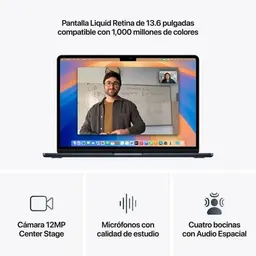 Pantalla Liquid Retina de 13.6 pulgadas
compatible con 1,000 millones de colores
Cámara 12MP
Center Stage
Micrófonos con
calidad de estudio
Cuatro bocinas
con Audio Espacial